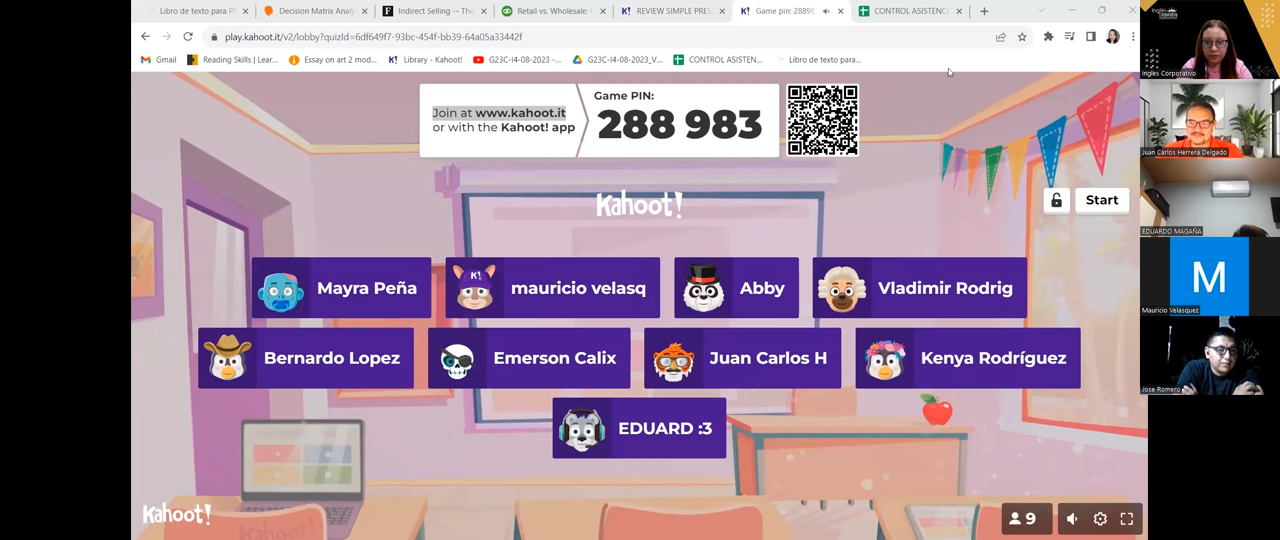 Libro de texto para P
Decision Matrix Anal
Indirect Selling -- The
Retail vs. Wholesale:
REVIEW SIMPLE PRES
Game pin: 28898
CONTROL ASISTENC
play.kahoot.it/v2/lobby?quizId=6df649f7-93bc-454f-bb39-64a05a33442f
Gmail
Reading Skills | Lear...
Essay on art 2 mod...
Library - Kahoot!
G23C-I4-08-2023 -...
G23C-I4-08-2023_V...
CONTROL ASISTEN...
Libro de texto para...
Join at www.kahoot.it
or with the Kahoot! app
Game PIN:
288 983
Kahoot!
Start
Mayra Peña
mauricio velasq
Abby
Vladimir Rodrig
Bernardo Lopez
Emerson Calix
Juan Carlos H
Kenya Rodríguez
EDUARD :3
Kahoot!
9
Inglés
Corporativo
Ingles Corporativo
Juan Carlos Herrera Delgado
EDUARDO MAGAÑA
M
Mauricio Velasquez
Jose Romero